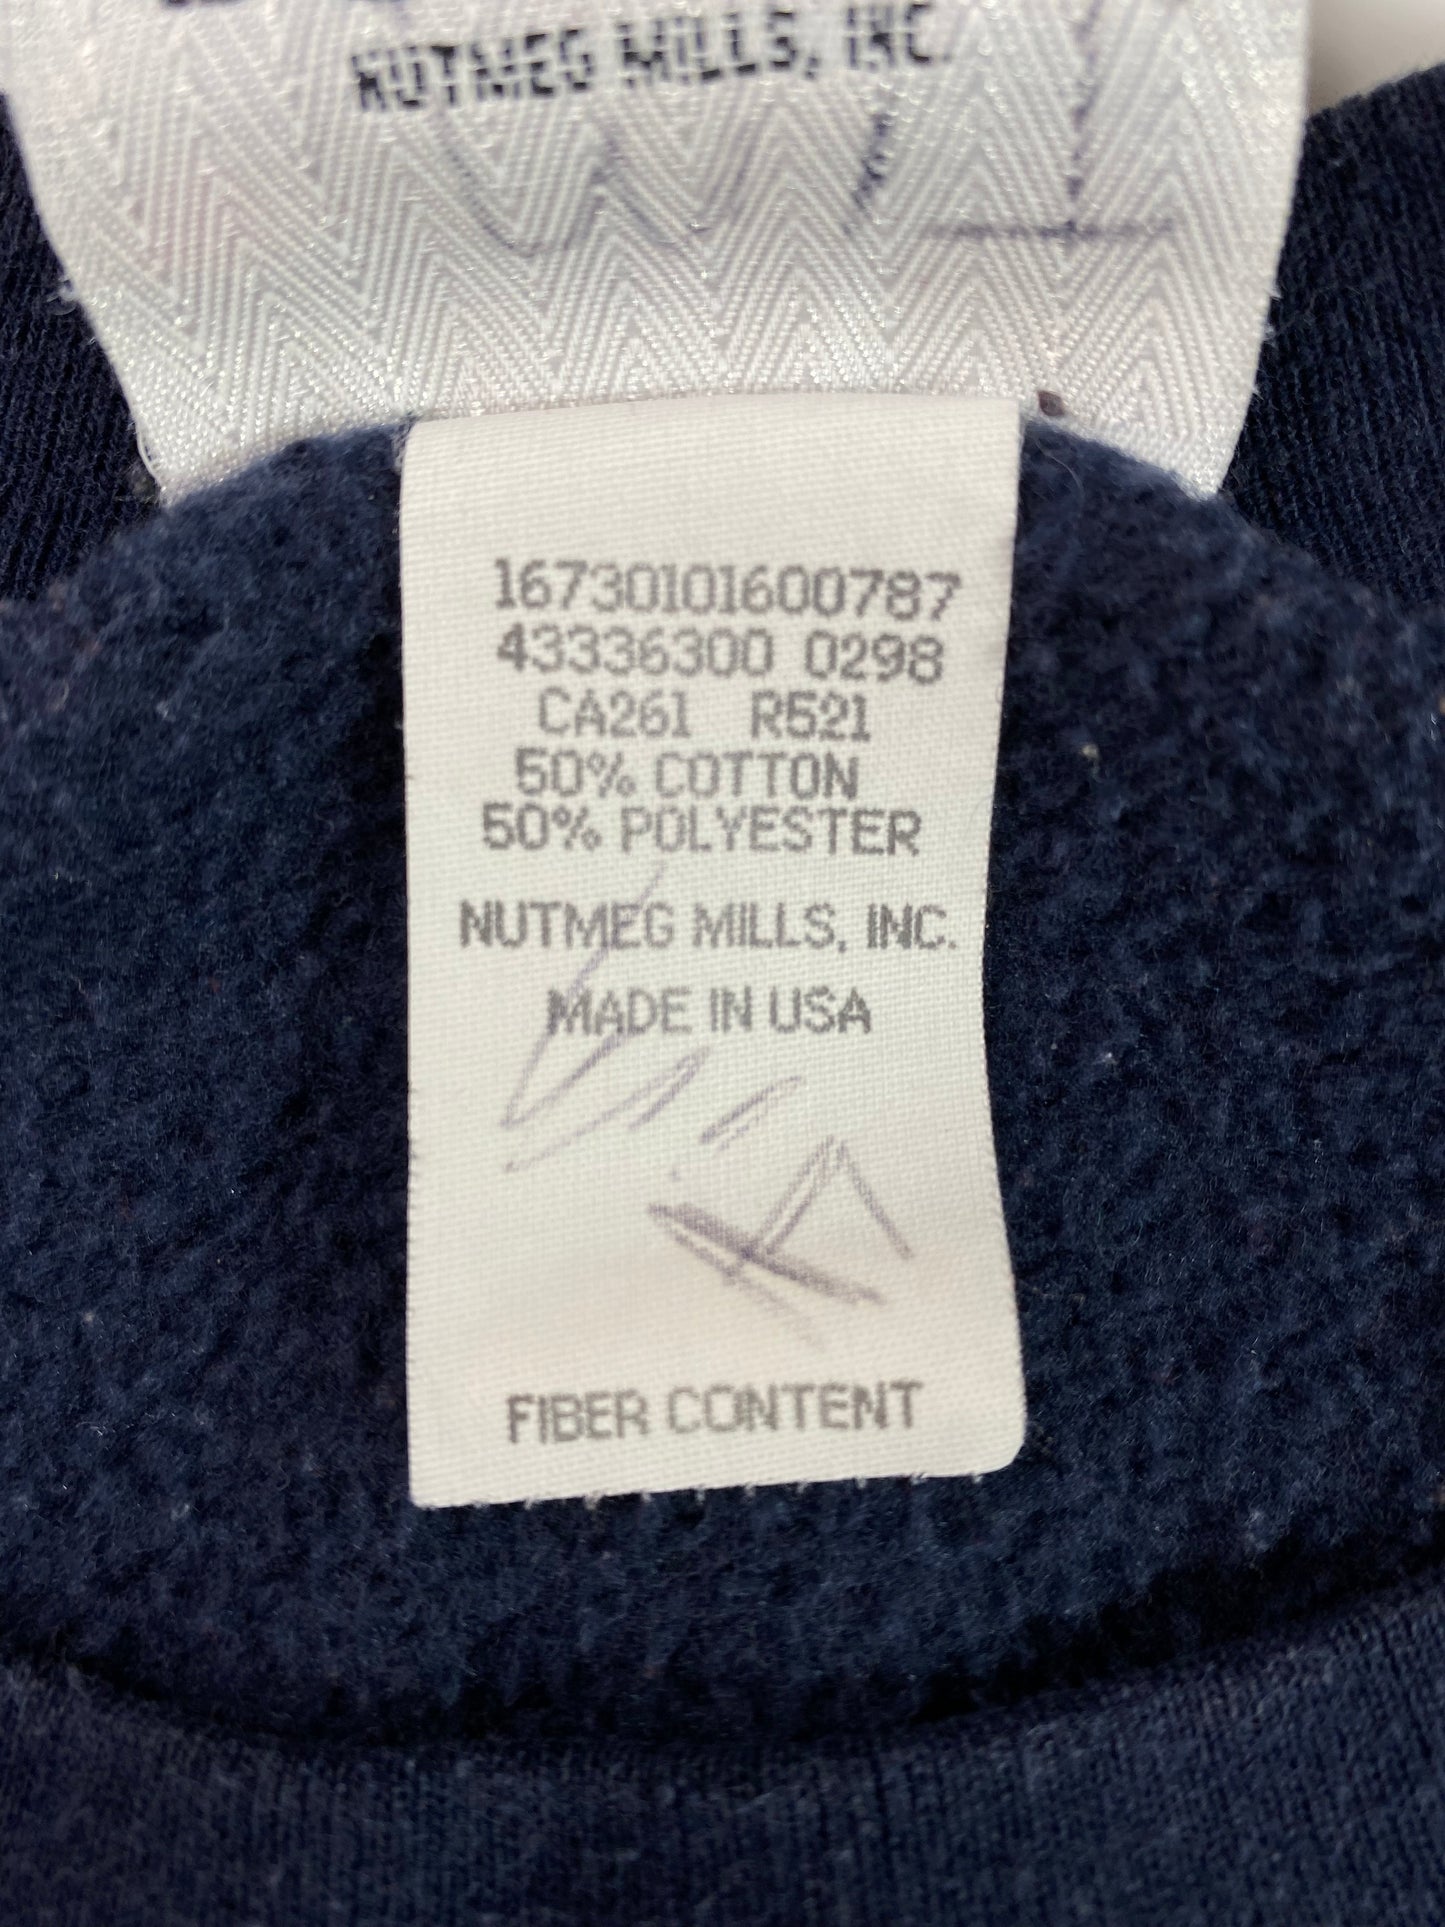 NUTMEG MILLS, INC.
16730101600787
43336300 0298
CA261 R521
50% COTTON
50% POLYESTER
NUTMEG MILLS, INC.
MADE IN USA
FIBER CONTENT